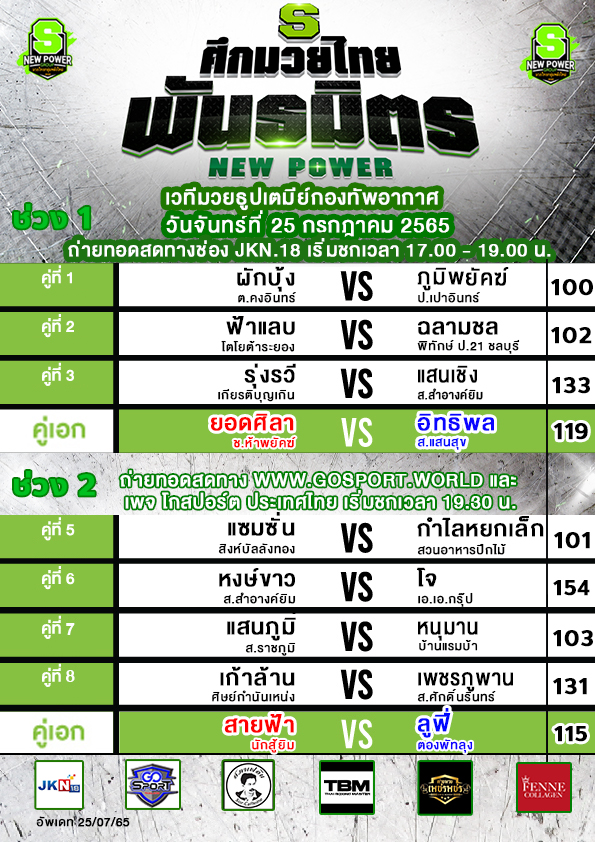 S
NEW POWER
S
NEW POWER
S
ศึกมวยไทย
พันธมิตร
NEW POWER
ช่วง 1
เวทีมวยธูปเตมีย์กองทัพอากาศ
วันจันทร์ที่ 25 กรกฎาคม 2565
ถ่ายทอดสดทางช่อง JKN.18 เริ่มชกเวลา 17.00 - 19.00 น.
คู่ที่ 1 ผักบุ้ง VS ภูมิพยัคฆ์ 100
ต.คงอินทร์ ป.เปาอินทร์
คู่ที่ 2 ฟ้าแลบ VS ฉลามชล 102
โตโยต้าระยอง พิทักษ์ ป.21 ชลบุรี
คู่ที่ 3 รุ่งรวี VS แสนเชิง 133
เกียรติบุญเกิน ส.สำอางค์ยิม
คู่เอก ยอดศิลา VS อิทธิพล 119
ช.ห้าพยัคฆ์ ส.แสนสุข
ช่วง 2
ถ่ายทอดสดทาง WWW.GOSPORT.WORLD และ
เพจ โกสปอร์ต ประเทศไทย เริ่มชกเวลา 19.30 น.
คู่ที่ 5 แซมซั่น VS กำไลหยกเล็ก 101
สิงห์บัลลังทอง สวนอาหารปีกไม้
คู่ที่ 6 หงษ์ขาว VS โจ 154
ส.สำอางค์ยิม เอ.เอ.กรุ๊ป
คู่ที่ 7 แสนภูมิ์ VS หนุมาน 103
ส.ราชภูมิ บ้านแรมบ้า
คู่ที่ 8 เก้าล้าน VS เพชรภูพาน 131
ศิษย์กำนันเหน่ง ส.ศักดิ์นรินทร์
คู่เอก สายฟ้า VS ลูฟี่ 115
นักสู้ยิม ตองพัทลุง
JKN18
GO SPORT
TBM
THAI BOXING MASTER
FENNE
COLLAGEN
อัพเดท 25/07/65